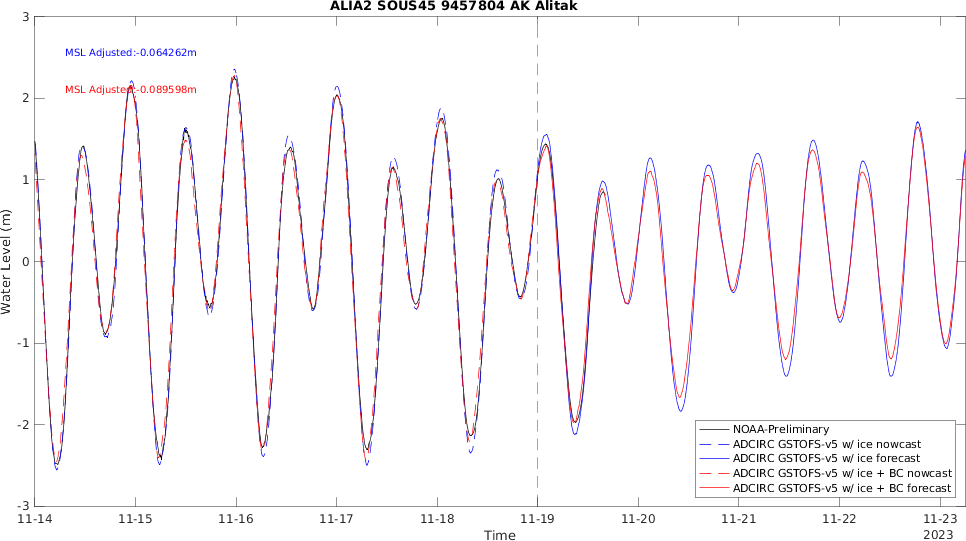 ALIA2 SOUS45 9457804 AK Alitak
MSL Adjusted:-0.064262m
MSL Adjusted:-0.089598m
Water Level (m)
3
2
1
0
-1
-2
-3
NOAA-Preliminary
ADCIRC GSTOFS-v5 w/ ice nowcast
ADCIRC GSTOFS-v5 w/ ice forecast
ADCIRC GSTOFS-v5 w/ ice + BC nowcast
ADCIRC GSTOFS-v5 w/ ice + BC forecast
11-14 11-15 11-16 11-17 11-18 11-19 11-20 11-21 11-22 11-23
2023
Time